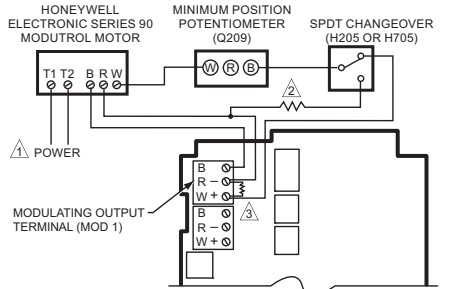 HONEYWELL
ELECTRONIC SERIES 90
MODUTROL MOTOR
MINIMUM POSITION
POTENTIOMETER
(Q209)
SPDT CHANGEOVER
(H205 OR H705)
T1 T2 B R W
W R B
2
1 POWER
B
R –
W +
3
MODULATING OUTPUT
TERMINAL (MOD 1)
B
R –
W +